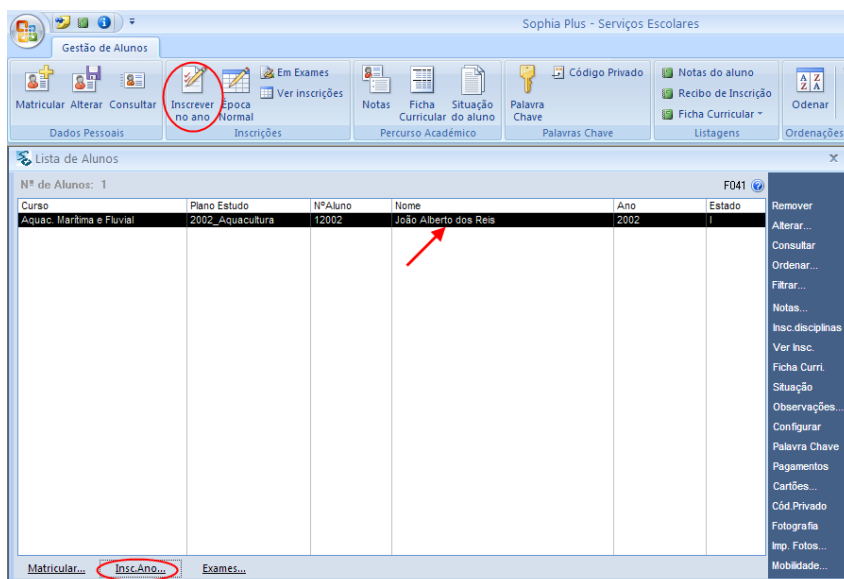 Sophia Plus - Serviços Escolares
Gestão de Alunos
Matricular Alterar Consultar
Dados Pessoais
Inscrever no ano
Época Normal
Em Exames
Ver inscrições
Inscrições
Notas
Ficha Curricular
Situação do aluno
Percurso Académico
Palavra Chave
Código Privado
Palavras Chave
Notas do aluno
Recibo de Inscrição
Ficha Curricular
Listagens
A Z
Z A
Odenar
Ordenações
Lista de Alunos x
Nª de Alunos: 1 F041
Curso Plano Estudo NºAluno Nome Ano Estado
Aquac. Marítima e Fluvial 2002_Aquacultura 12002 João Alberto dos Reis 2002 I
Remover
Alterar...
Consultar
Ordenar...
Filtrar...
Notas...
Insc.disciplinas
Ver Insc.
Ficha Curri.
Situação
Observações...
Configurar
Palavra Chave
Pagamentos
Cartões...
Cód.Privado
Fotografia
Imp. Fotos...
Mobilidade...
Matricular... Insc.Ano... Exames...